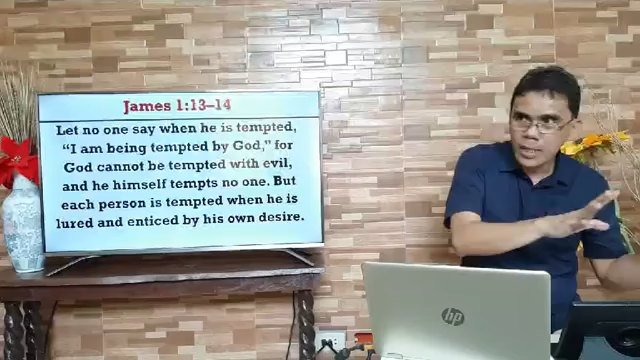 James 1:13–14
Let no one say when he is tempted,
“I am being tempted by God,” for
God cannot be tempted with evil,
and he himself tempts no one. But
each person is tempted when he is
lured and enticed by his own desire.
hp